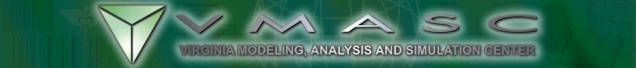 VMASC
VIRGINIA MODELING, ANALYSIS AND SIMULATION CENTER